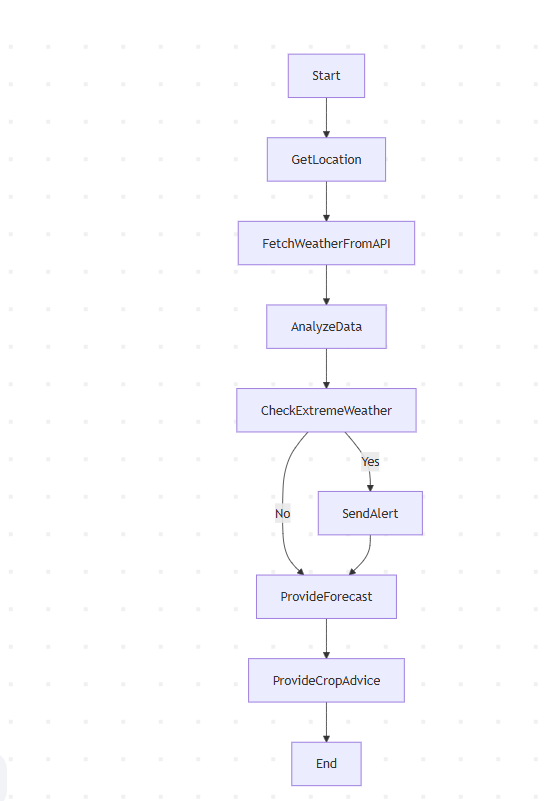 Start
GetLocation
FetchWeatherFromAPI
AnalyzeData
CheckExtremeWeather
Yes
No
SendAlert
ProvideForecast
ProvideCropAdvice
End